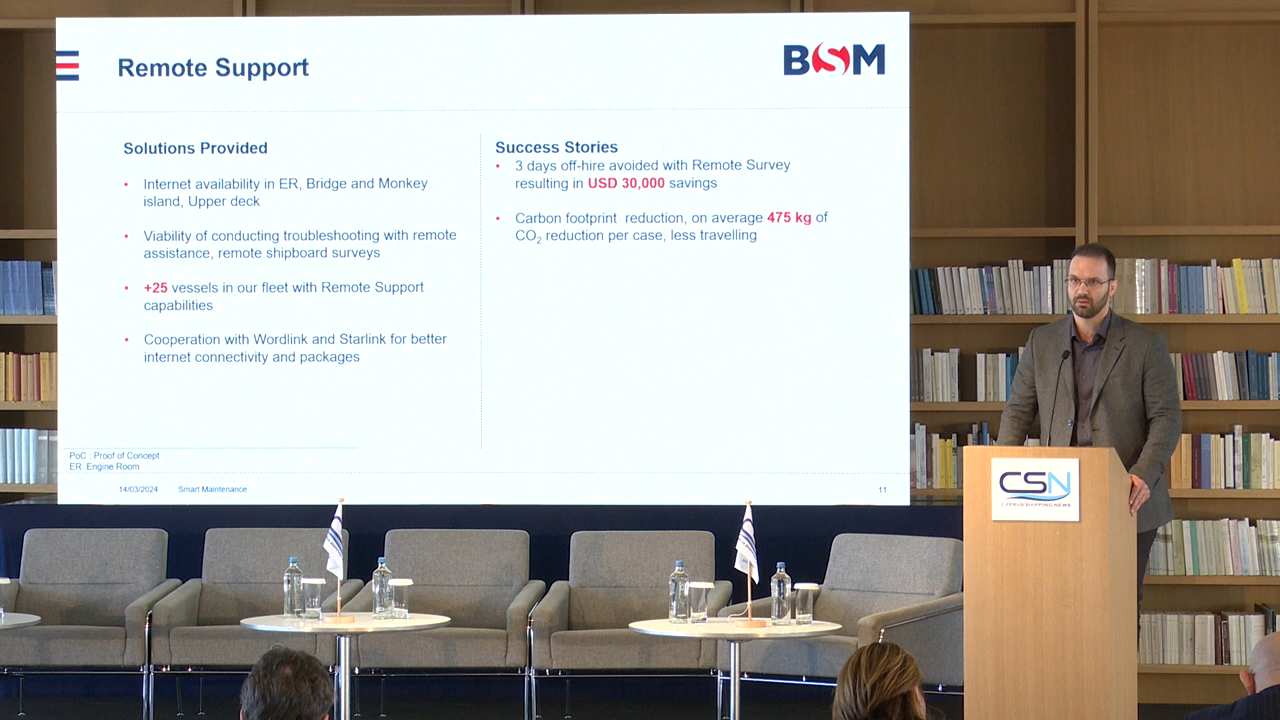 Remote Support
BSM
Solutions Provided
• Internet availability in ER, Bridge and Monkey
island, Upper deck
• Viability of conducting troubleshooting with remote
assistance, remote shipboard surveys
• +25 vessels in our fleet with Remote Support
capabilities
• Cooperation with Wordlink and Starlink for better
internet connectivity and packages
Success Stories
• 3 days off-hire avoided with Remote Survey
resulting in USD 30,000 savings
• Carbon footprint reduction, on average 475 kg of
CO2 reduction per case, less travelling
PoC : Proof of Concept
ER: Engine Room
14/03/2024 Smart Maintenance 11
CSN
CYPRUS SHIPPING NEWS